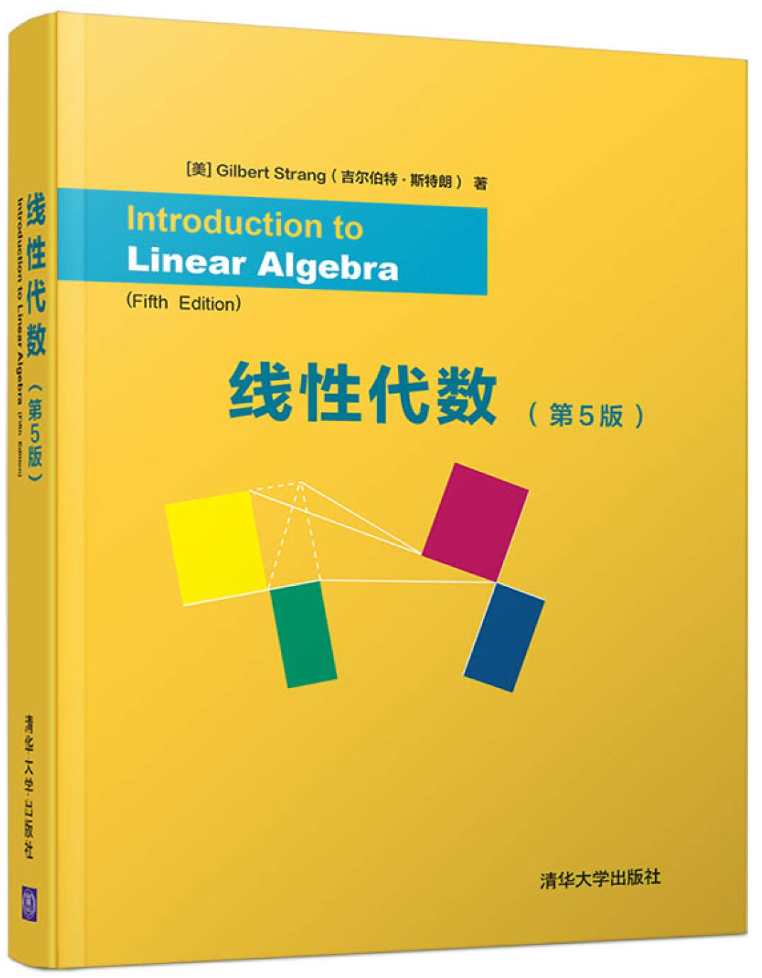 [美] Gilbert Strang（吉尔伯特·斯特朗）著
Introduction to
Linear Algebra
(Fifth Edition)
线性代数（第5版）
清华大学出版社
线性代数（第5版）
Introduction to Linear Algebra (Fifth Edition)
清华大学出版社